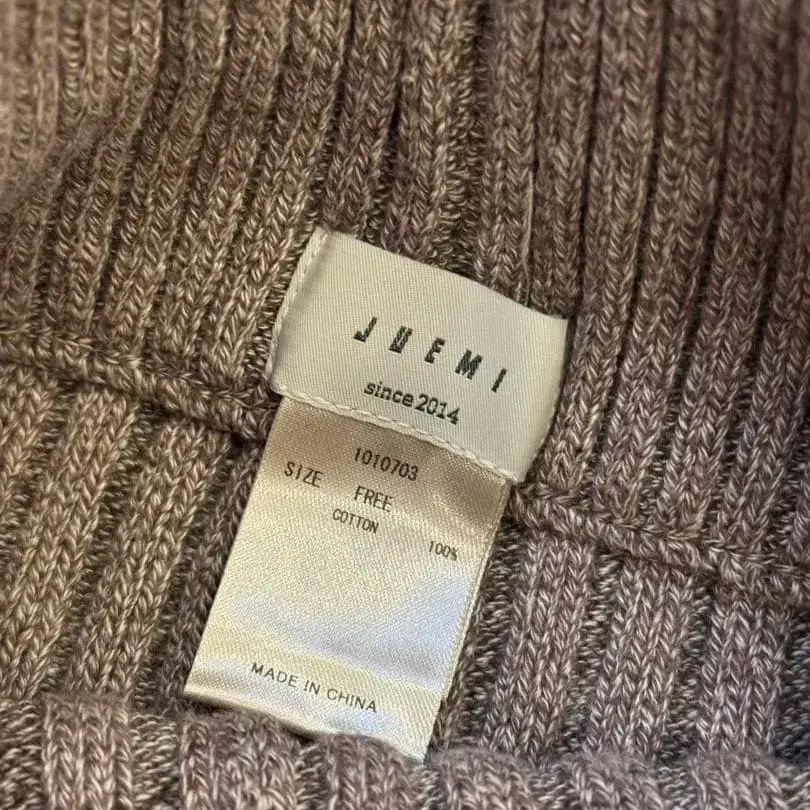 JUEMI
since 2014
1010703
SIZE FREE
COTTON 100%
MADE IN CHINA